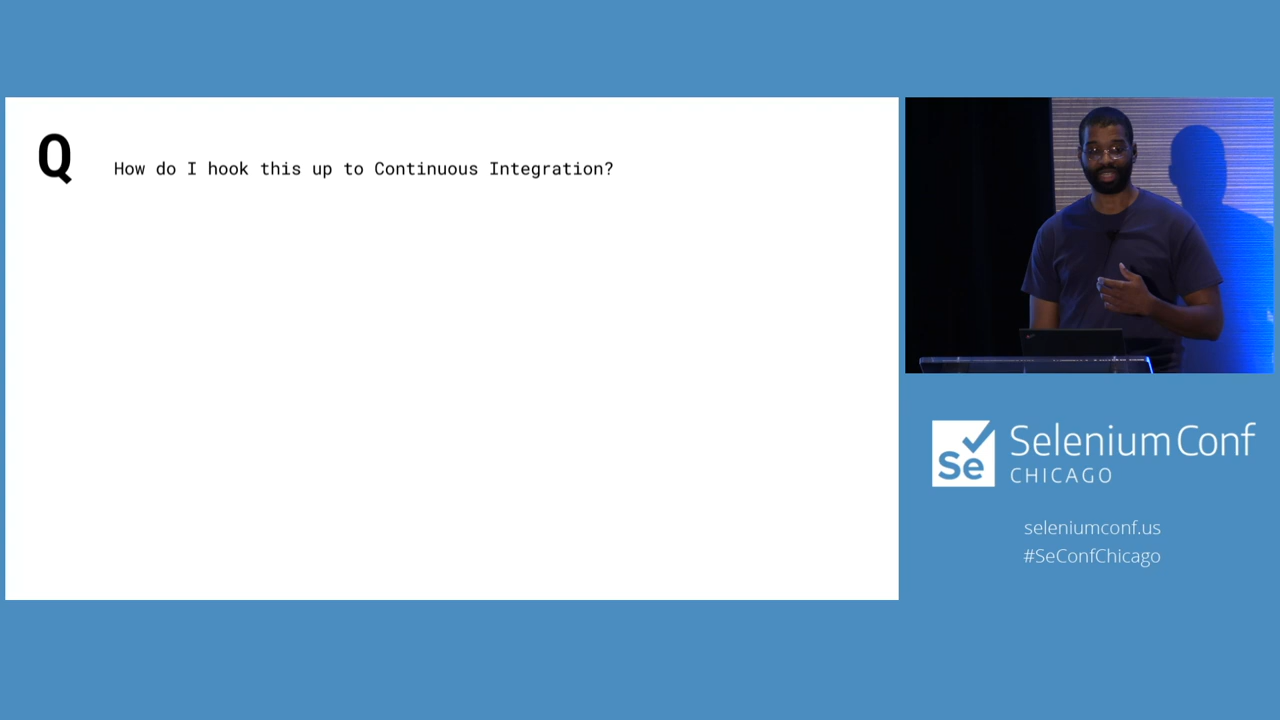 Q
How do I hook this up to Continuous Integration?
Se
Selenium Conf
CHICAGO
seleniumconf.us
#SeConfChicago